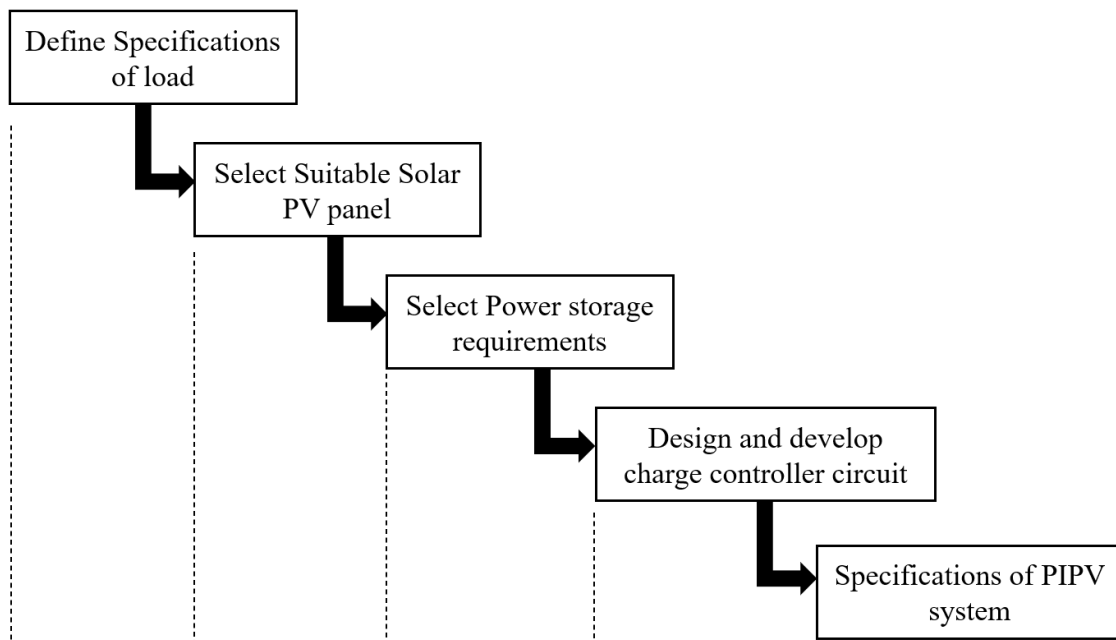 Define Specifications
of load
Select Suitable Solar
PV panel
Select Power storage
requirements
Design and develop
charge controller circuit
Specifications of PIPV
system